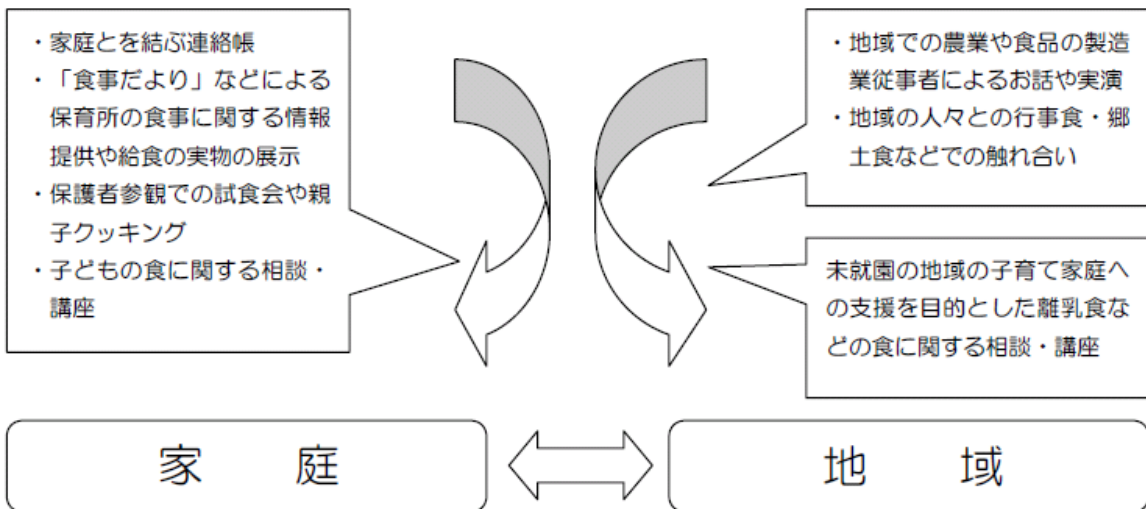 ・家庭とを結ぶ連絡帳
・「食事だより」などによる
保育所の食事に関する情報
提供や給食の実物の展示
・保護者参観での試食会や親
子クッキング
・子どもの食に関する相談・
講座
・地域での農業や食品の製造
業従事者によるお話や実演
・地域の人々との行事食・郷
土食などでの触れ合い
未就園の地域の子育て家庭へ
の支援を目的とした離乳食な
どの食に関する相談・講座
家　庭
地　域